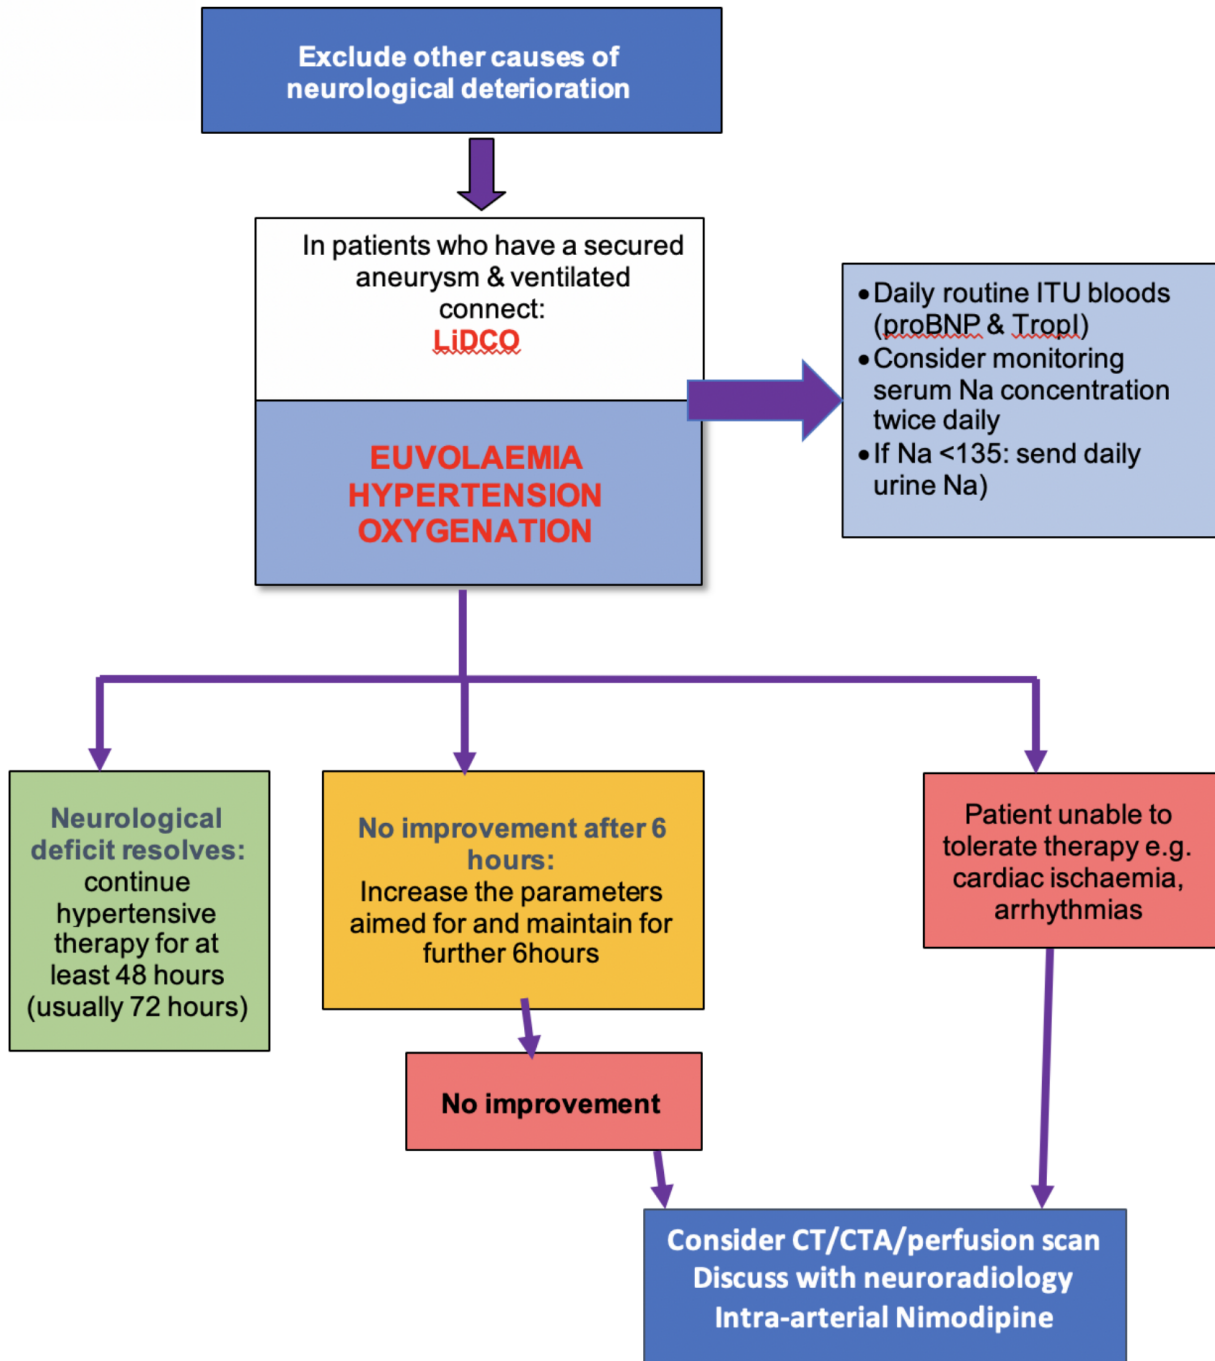 Exclude other causes of
neurological deterioration
In patients who have a secured
aneurysm & ventilated
connect:
LiDCO
EUVOLAEMIA
HYPERTENSION
OXYGENATION
•Daily routine ITU bloods
(proBNP & TropI)
•Consider monitoring
serum Na concentration
twice daily
•If Na <135: send daily
urine Na)
Neurological
deficit resolves:
continue
hypertensive
therapy for at
least 48 hours
(usually 72 hours)
No improvement after 6
hours:
Increase the parameters
aimed for and maintain for
further 6hours
Patient unable to
tolerate therapy e.g.
cardiac ischaemia,
arrhythmias
No improvement
Consider CT/CTA/perfusion scan
Discuss with neuroradiology
Intra-arterial Nimodipine